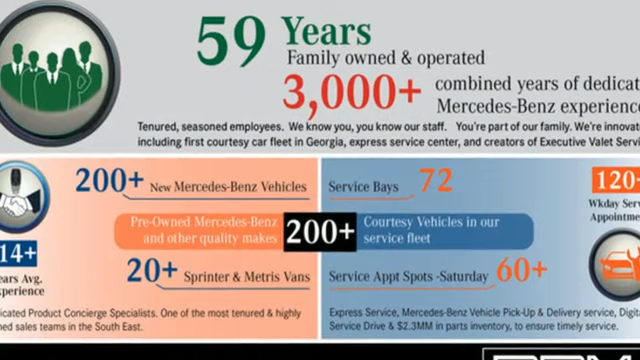 59 Years
Family owned & operated
3,000+ combined years of dedicat
Mercedes-Benz experience
Tenured, seasoned employees. We know you, you know our staff. You're part of our family. We're innovat
including first courtesy car fleet in Georgia, express service center, and creators of Executive Valet Servi
200+ New Mercedes-Benz Vehicles
Service Bays 72
120+
Wkday Serv
Appointme
Pre-Owned Mercedes-Benz
and other quality makes
200+
Courtesy Vehicles in our
service fleet
14+
ears Avg.
xperience
20+ Sprinter & Metris Vans
Service Appt Spots -Saturday 60+
dicated Product Concierge Specialists. One of the most tenured & highly
ned sales teams in the South East.
Express Service, Mercedes-Benz Vehicle Pick-Up & Delivery service, Digita
Service Drive & $2.3MM in parts inventory, to ensure timely service.